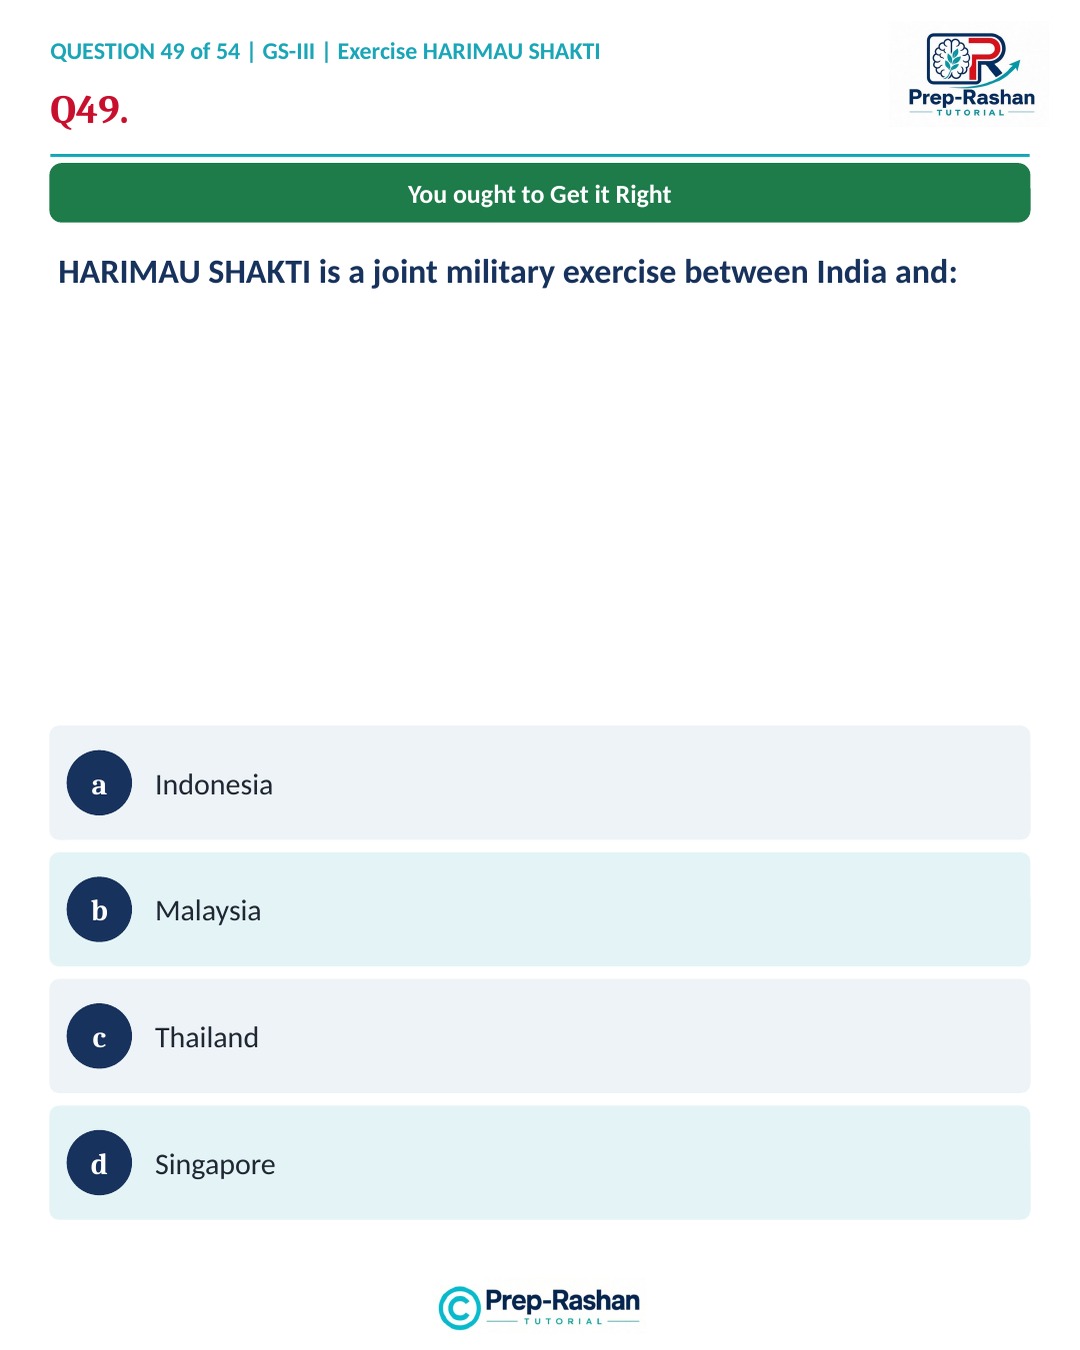 QUESTION 49 of 54 | GS-III | Exercise HARIMAU SHAKTI
Q49.
R
Prep-Rashan
TUTORIAL
You ought to Get it Right
HARIMAU SHAKTI is a joint military exercise between India and:
a Indonesia
b Malaysia
c Thailand
d Singapore
© Prep-Rashan
TUTORIAL